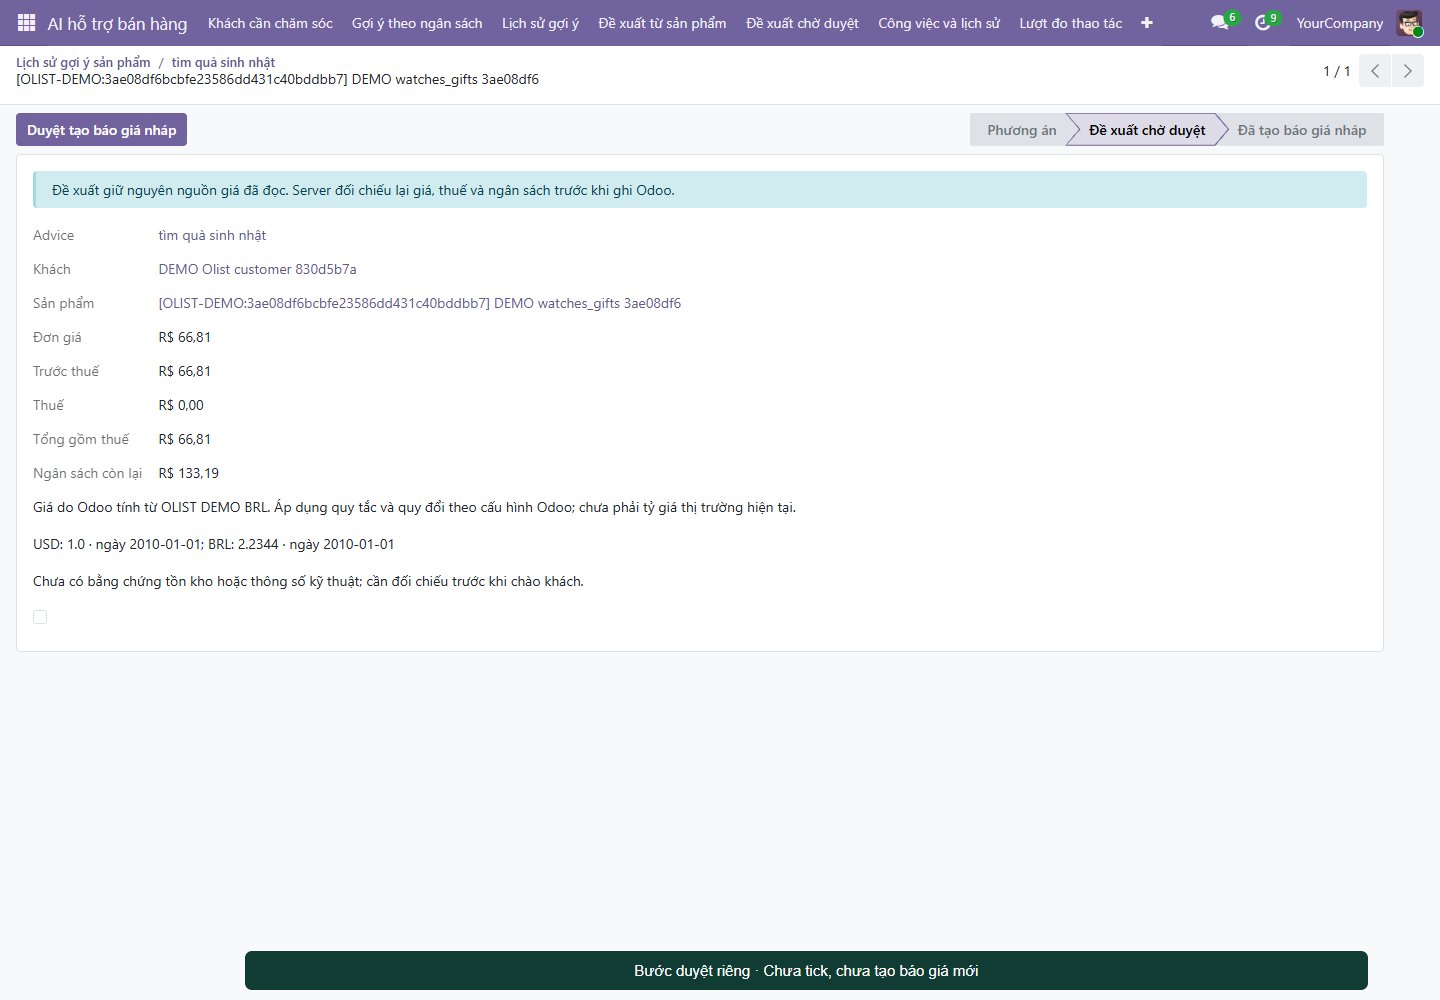 AI hỗ trợ bán hàng Khách cần chăm sóc Gợi ý theo ngân sách Lịch sử gợi ý Đề xuất từ sản phẩm Đề xuất chờ duyệt Công việc và lịch sử Lượt đo thao tác 6 9 YourCompany
Lịch sử gợi ý sản phẩm / tìm quà sinh nhật
[OLIST-DEMO:3ae08df6bcbfe23586dd431c40bddbb7] DEMO watches_gifts 3ae08df6
1 / 1
Duyệt tạo báo giá nháp
Phương án Đề xuất chờ duyệt Đã tạo báo giá nháp
Đề xuất giữ nguyên nguồn giá đã đọc. Server đối chiếu lại giá, thuế và ngân sách trước khi ghi Odoo.
Advice tìm quà sinh nhật
Khách DEMO Olist customer 830d5b7a
Sản phẩm [OLIST-DEMO:3ae08df6bcbfe23586dd431c40bddbb7] DEMO watches_gifts 3ae08df6
Đơn giá R$ 66,81
Trước thuế R$ 66,81
Thuế R$ 0,00
Tổng gồm thuế R$ 66,81
Ngân sách còn lại R$ 133,19
Giá do Odoo tính từ OLIST DEMO BRL. Áp dụng quy tắc và quy đổi theo cấu hình Odoo; chưa phải tỷ giá thị trường hiện tại.
USD: 1.0 · ngày 2010-01-01; BRL: 2.2344 · ngày 2010-01-01
Chưa có bằng chứng tồn kho hoặc thông số kỹ thuật; cần đối chiếu trước khi chào khách.
Bước duyệt riêng · Chưa tick, chưa tạo báo giá mới